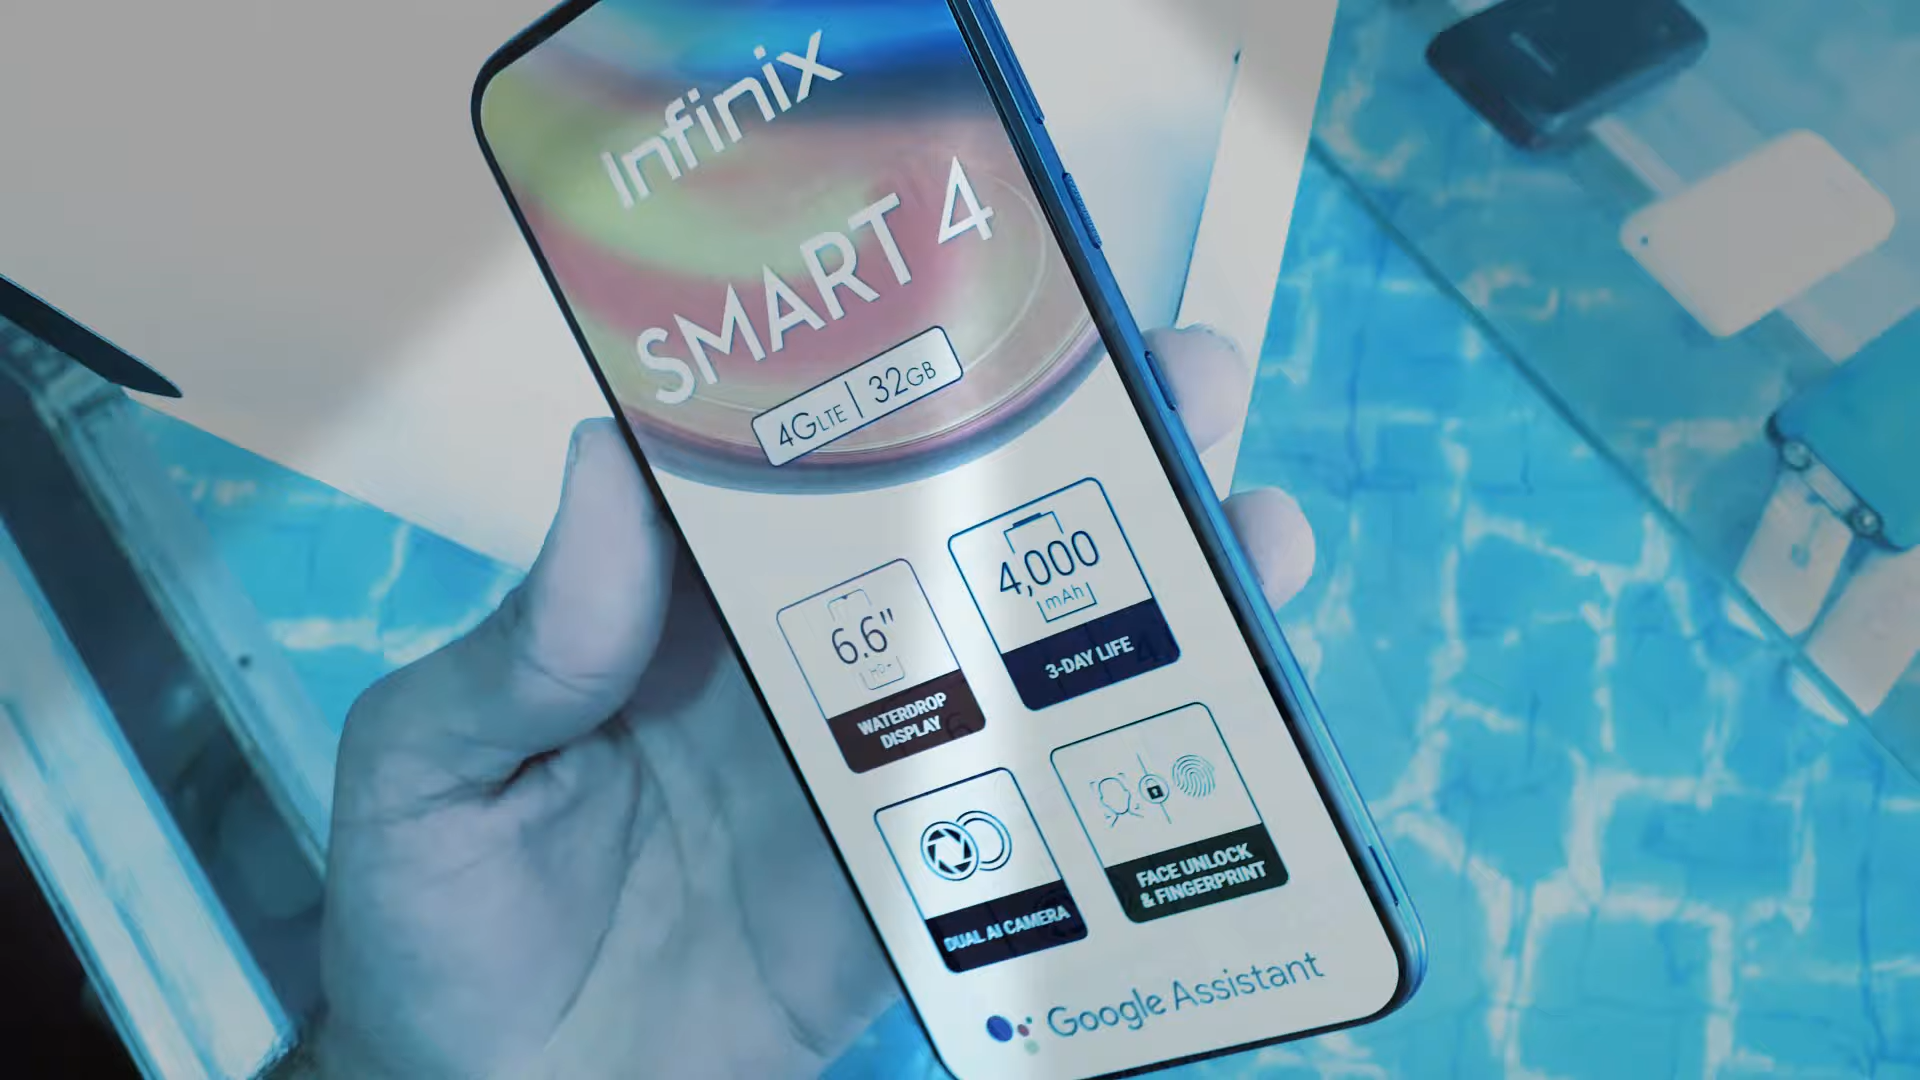 Infinix
SMART 4
4GLTE | 32GB
6.6"
HD+
WATERDROP
DISPLAY
4,000
mAh
3-DAY LIFE
DUAL AI CAMERA
FACE UNLOCK
& FINGERPRINT
Google Assistant